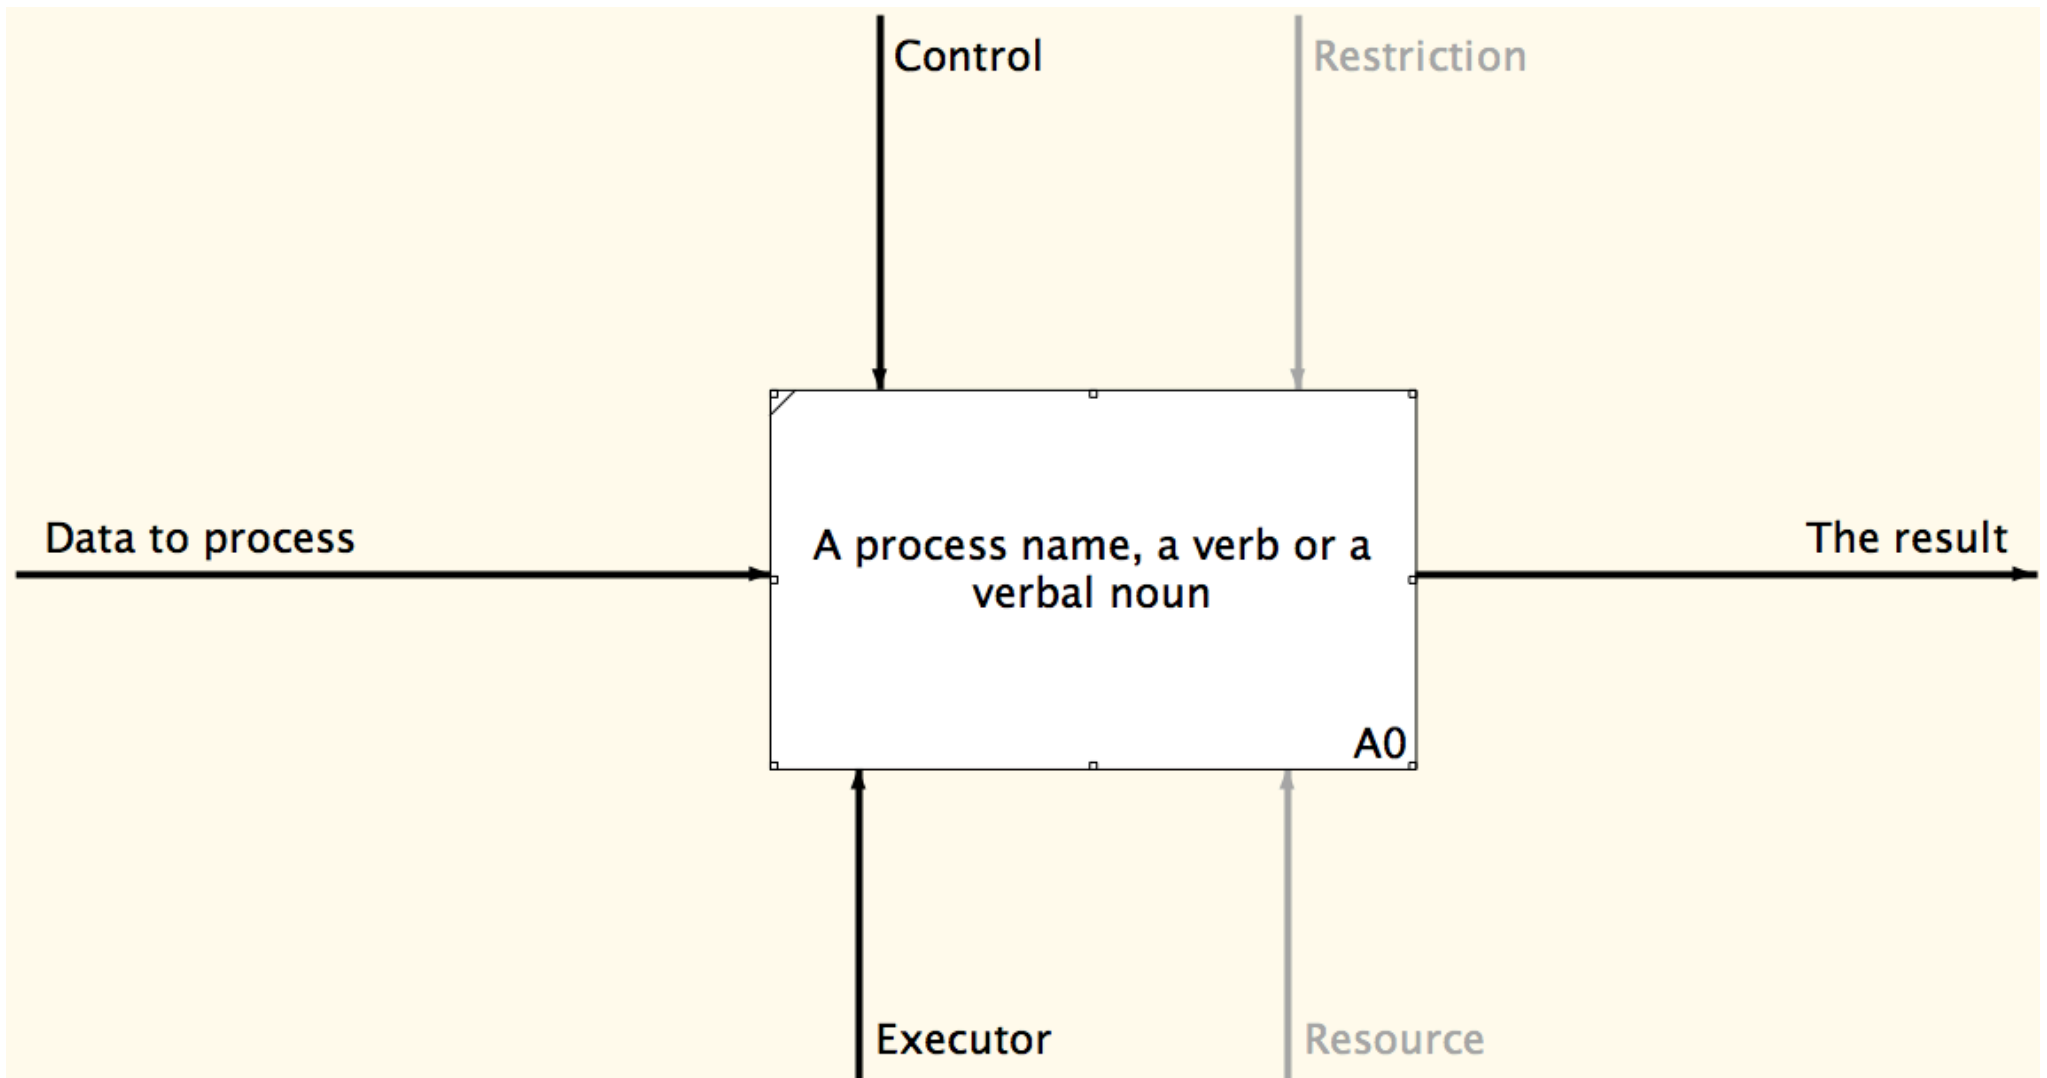 Control
Restriction
Data to process
The result
A process name, a verb or a
verbal noun
A0
Executor
Resource